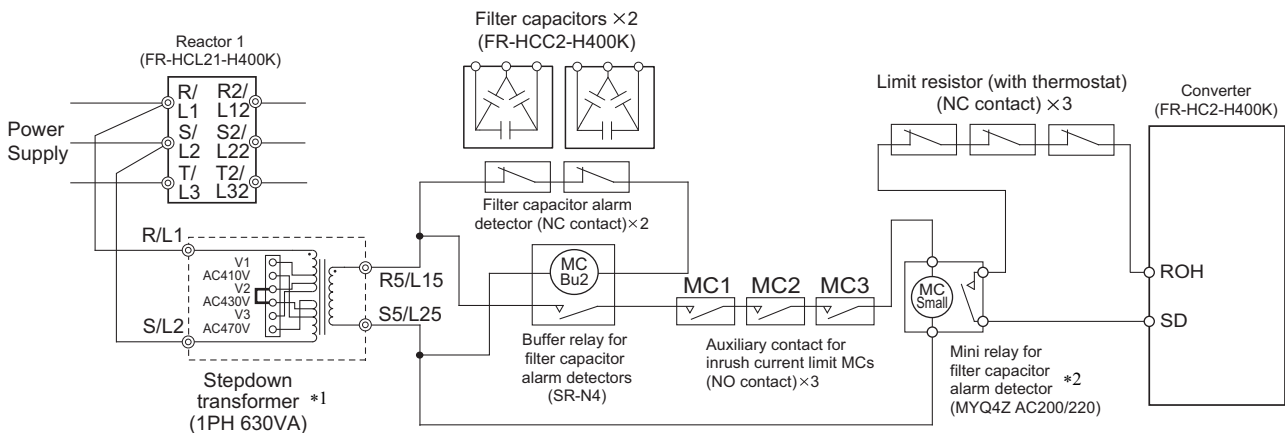 Filter capacitors ×2
(FR-HCC2-H400K)
Reactor 1
(FR-HCL21-H400K)
R/
L1
R2/
L12
S/
L2
S2/
L22
T/
L3
T2/
L32
Power
Supply
Limit resistor (with thermostat)
(NC contact) ×3
Converter
(FR-HC2-H400K)
Filter capacitor alarm
detector (NC contact)×2
R/L1
V1
AC410V
V2
AC430V
V3
AC470V
S/L2
R5/L15
S5/L25
MC
Bu2
MC1
MC2
MC3
MC
Small
ROH
SD
Stepdown
transformer *1
(1PH 630VA)
Buffer relay for
filter capacitor
alarm detectors
(SR-N4)
Auxiliary contact for
inrush current limit MCs
(NO contact)×3
Mini relay for
filter capacitor
alarm detector *2
(MYQ4Z AC200/220)